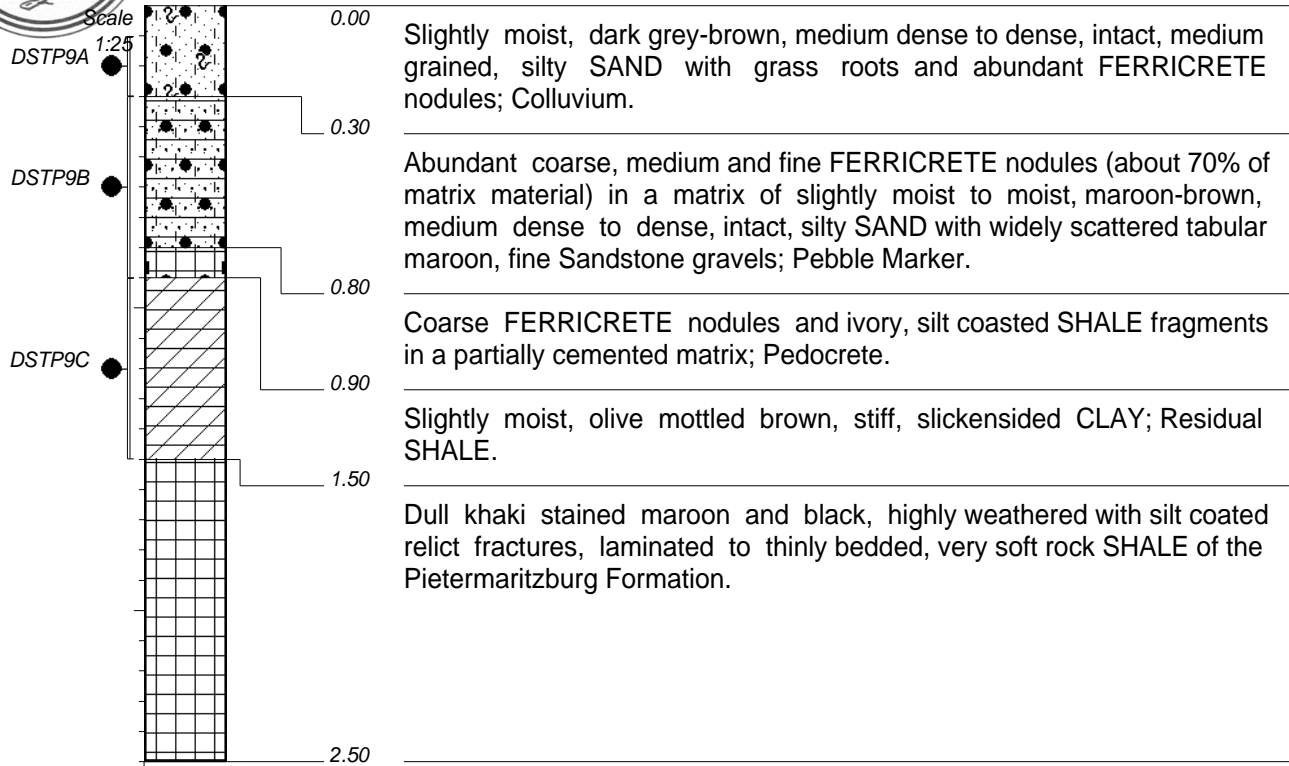 Scale
1:25
0.00
DSTP9A
Slightly moist, dark grey-brown, medium dense to dense, intact, medium
grained, silty SAND with grass roots and abundant FERRICRETE
nodules; Colluvium.
0.30
DSTP9B
Abundant coarse, medium and fine FERRICRETE nodules (about 70% of
matrix material) in a matrix of slightly moist to moist, maroon-brown,
medium dense to dense, intact, silty SAND with widely scattered tabular
maroon, fine Sandstone gravels; Pebble Marker.
0.80
Coarse FERRICRETE nodules and ivory, silt coasted SHALE fragments
in a partially cemented matrix; Pedocrete.
DSTP9C
0.90
Slightly moist, olive mottled brown, stiff, slickensided CLAY; Residual
SHALE.
1.50
Dull khaki stained maroon and black, highly weathered with silt coated
relict fractures, laminated to thinly bedded, very soft rock SHALE of the
Pietermaritzburg Formation.
2.50